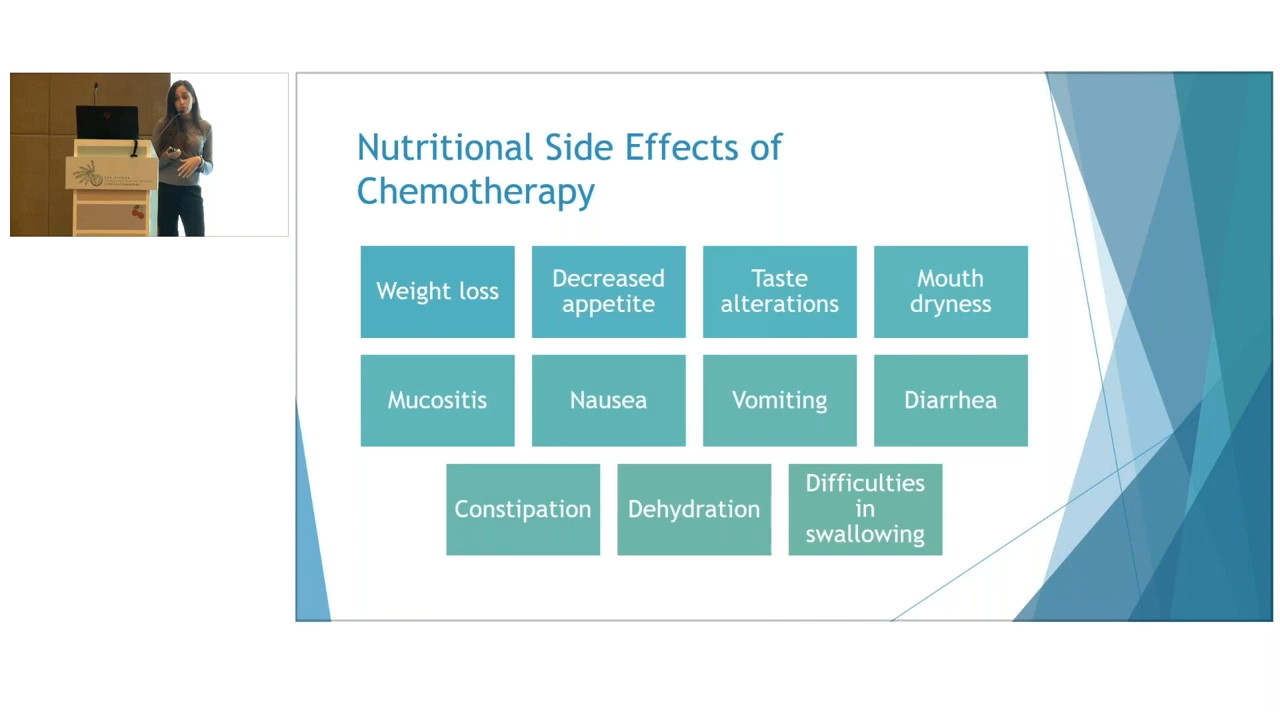 Nutritional Side Effects of
Chemotherapy
Weight loss
Decreased
appetite
Taste
alterations
Mouth
dryness
Mucositis
Nausea
Vomiting
Diarrhea
Constipation
Dehydration
Difficulties
in
swallowing